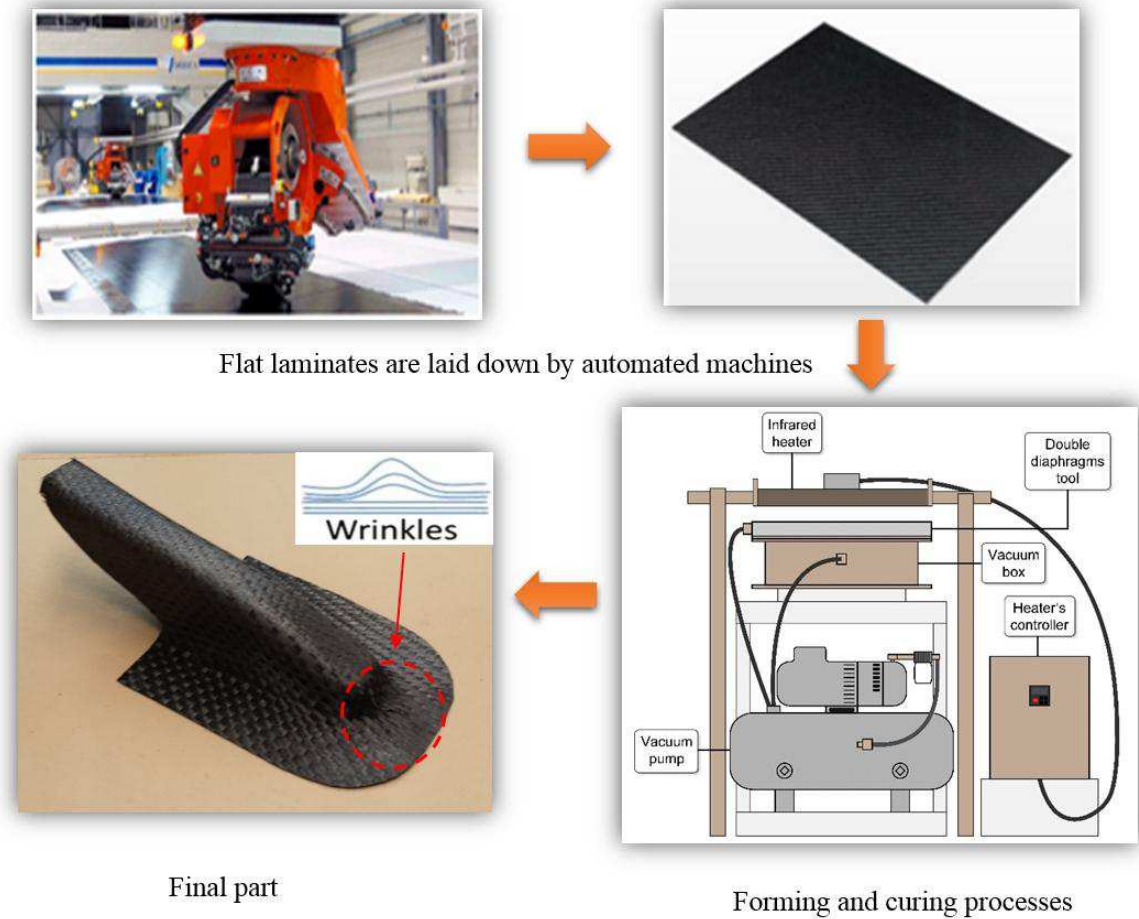 Flat laminates are laid down by automated machines
Infrared
heater
Double
diaphragms
tool
Vacuum
box
Heater's
controller
Vacuum
pump
Wrinkles
Final part
Forming and curing processes